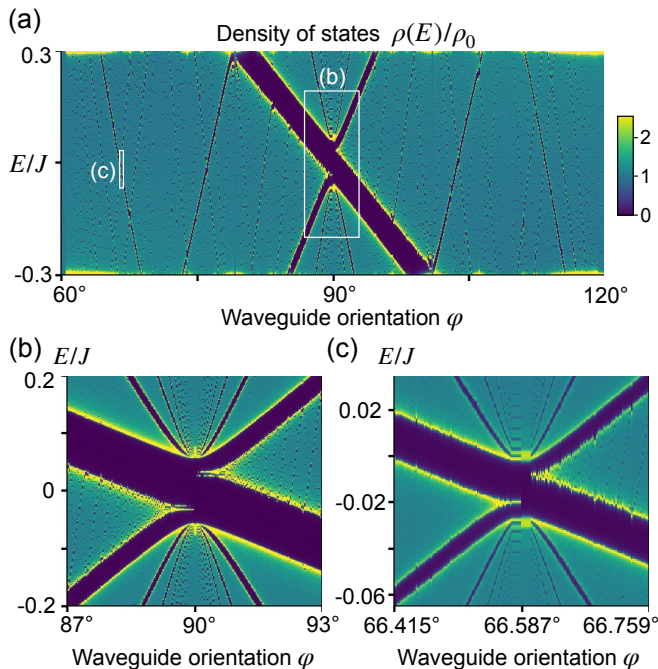 (a)
Density of states ρ(E)/ρ₀
0.3
(b)
E/J
(c)
2
1
0
-0.3
60° 90° 120°
Waveguide orientation φ
(b) E/J
0.2
0
-0.2
87° 90° 93°
Waveguide orientation φ
(c) E/J
0.02
-0.02
-0.06
66.415° 66.587° 66.759°
Waveguide orientation φ